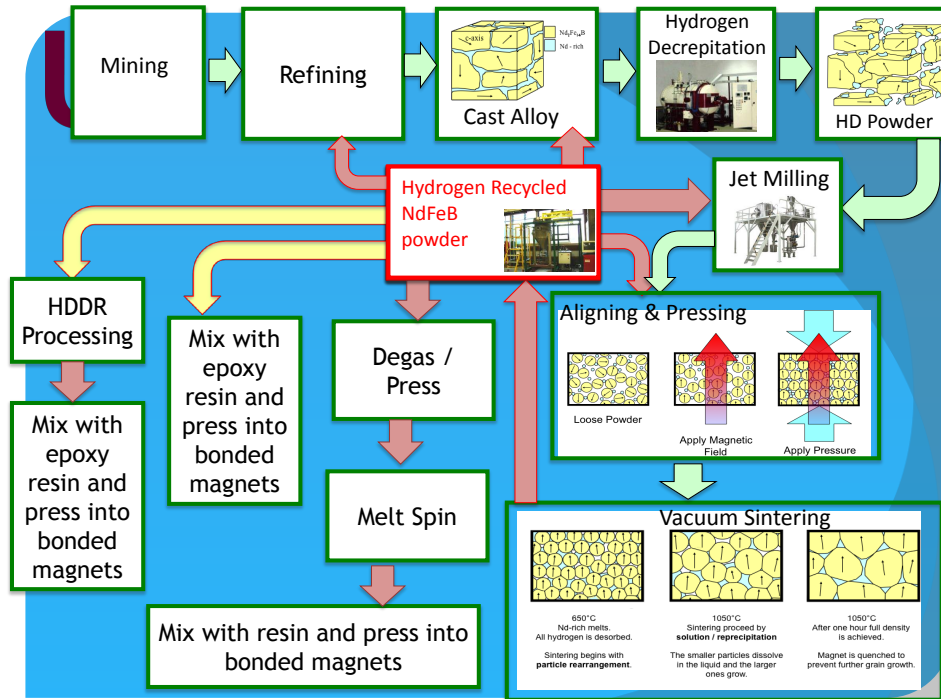 Mining
Refining
c-axis
Nd₂Fe₁₄B
Nd - rich
Cast Alloy
Hydrogen
Decrepitation
HD Powder
Hydrogen Recycled
NdFeB
powder
Jet Milling
HDDR
Processing
Mix with
epoxy
resin and
press into
bonded
magnets
Mix with
epoxy
resin and
press into
bonded
magnets
Degas /
Press
Melt Spin
Mix with resin and press into
bonded magnets
Aligning & Pressing
Loose Powder
Apply Magnetic
Field
Apply Pressure
Vacuum Sintering
650°C
Nd-rich melts.
All hydrogen is desorbed.
Sintering begins with
particle rearrangement.
1050°C
Sintering proceed by
solution / reprecipitation
The smaller particles dissolve
in the liquid and the larger
ones grow.
1050°C
After one hour full density
is achieved.
Magnet is quenched to
prevent further grain growth.